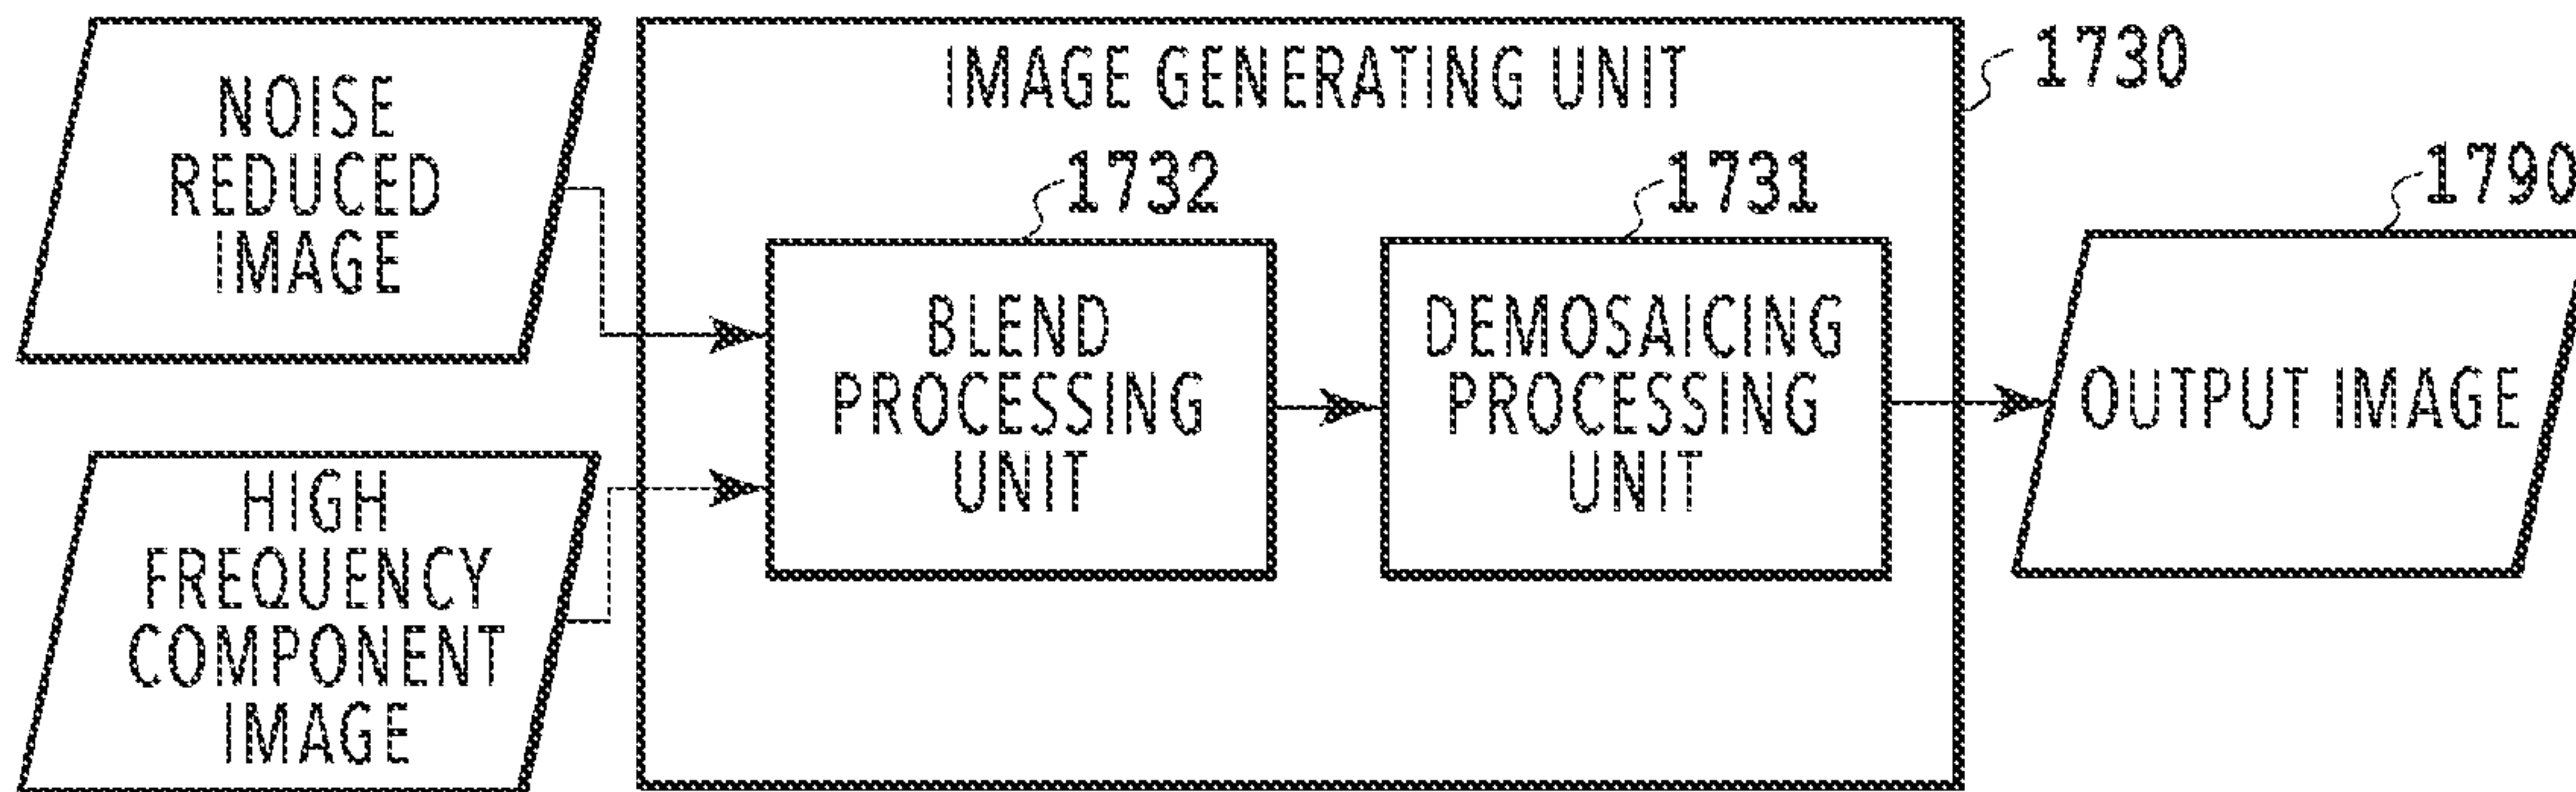 NOISE
REDUCED
IMAGE
HIGH
FREQUENCY
COMPONENT
IMAGE
IMAGE GENERATING UNIT
1730
1732
BLEND
PROCESSING
UNIT
1731
DEMOSAICING
PROCESSING
UNIT
1790
OUTPUT IMAGE